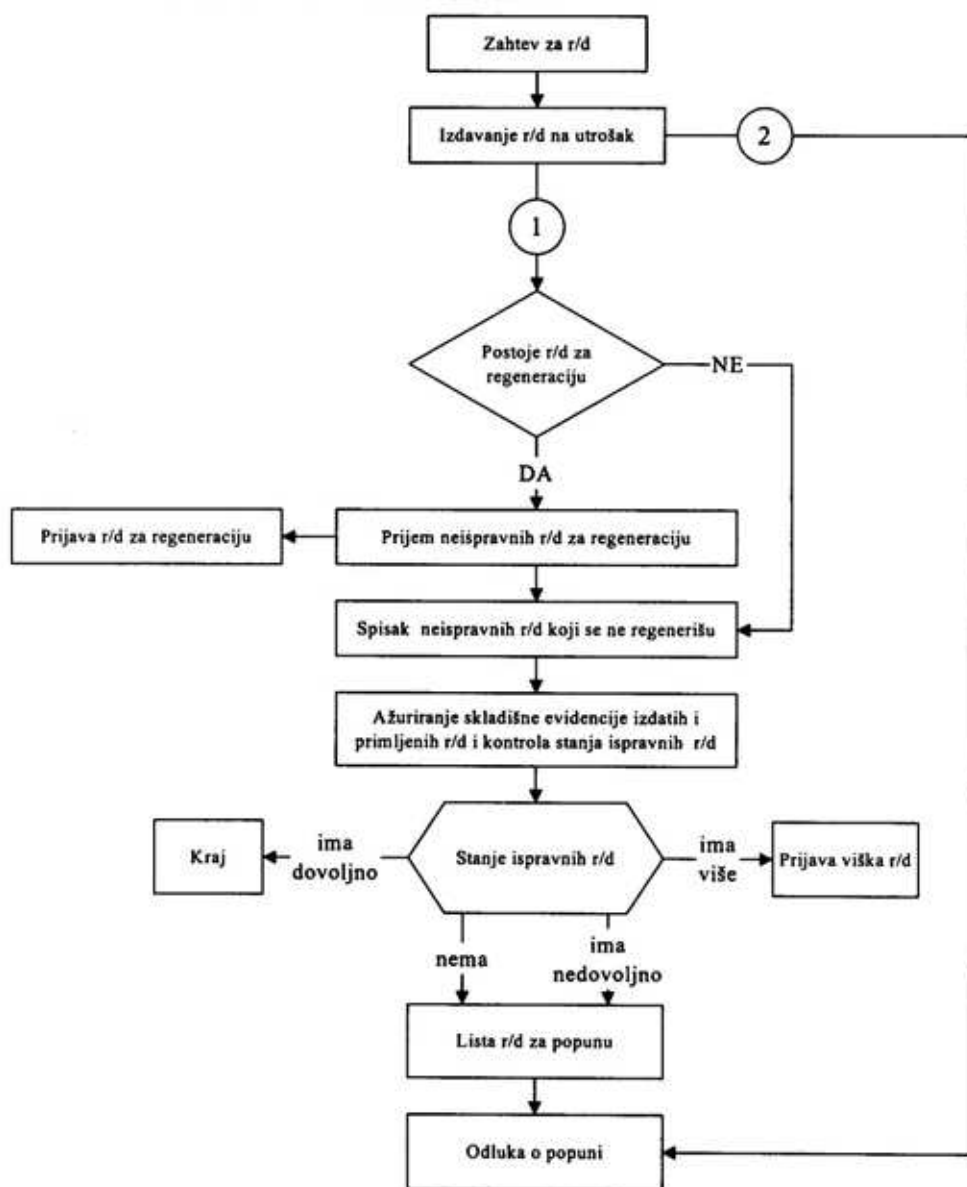 Zahtev za r/d
Izdavanje r/d na utrošak
2
1
Postoje r/d za
regeneraciju
NE
DA
Prijava r/d za regeneraciju
Prijem neišpravnih r/d za regeneraciju
Spisak neispravnih r/d koji se ne regenerišu
Ažuriranje skladišne evidencije izdatih i
primljenih r/d i kontrola stanja ispravnih r/d
Kraj
ima
dovoljno
Stanje ispravnih r/d
ima
više
Prijava viška r/d
nema
ima
nedovoljno
Lista r/d za popunu
Odluka o popuni